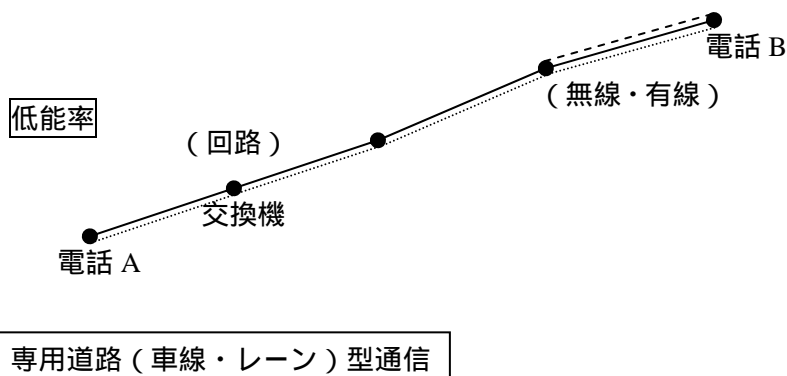 電話 B
(無線・有線)
低能率
(回路)
交換機
電話 A
専用道路(車線・レーン)型通信